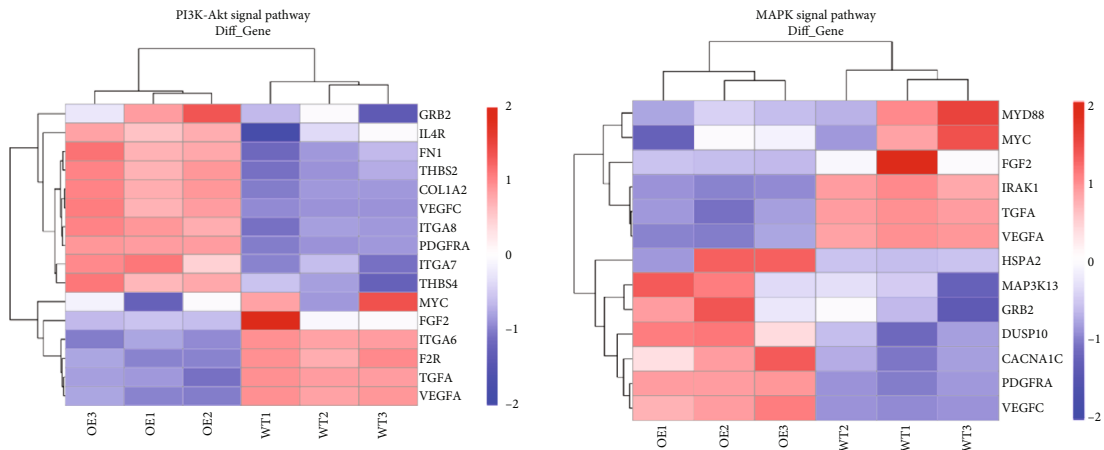 PI3K-Akt signal pathway
Diff_Gene
GRB2
IL4R
FN1
THBS2
COL1A2
VEGFC
ITGA8
PDGFRA
ITGA7
THBS4
MYC
FGF2
ITGA6
F2R
TGFA
VEGFA
OE3
OE1
OE2
WT1
WT2
WT3
2
1
0
−1
−2
MAPK signal pathway
Diff_Gene
MYD88
MYC
FGF2
IRAK1
TGFA
VEGFA
HSPA2
MAP3K13
GRB2
DUSP10
CACNA1C
PDGFRA
VEGFC
OE1
OE2
OE3
WT2
WT1
WT3
2
1
0
−1
−2